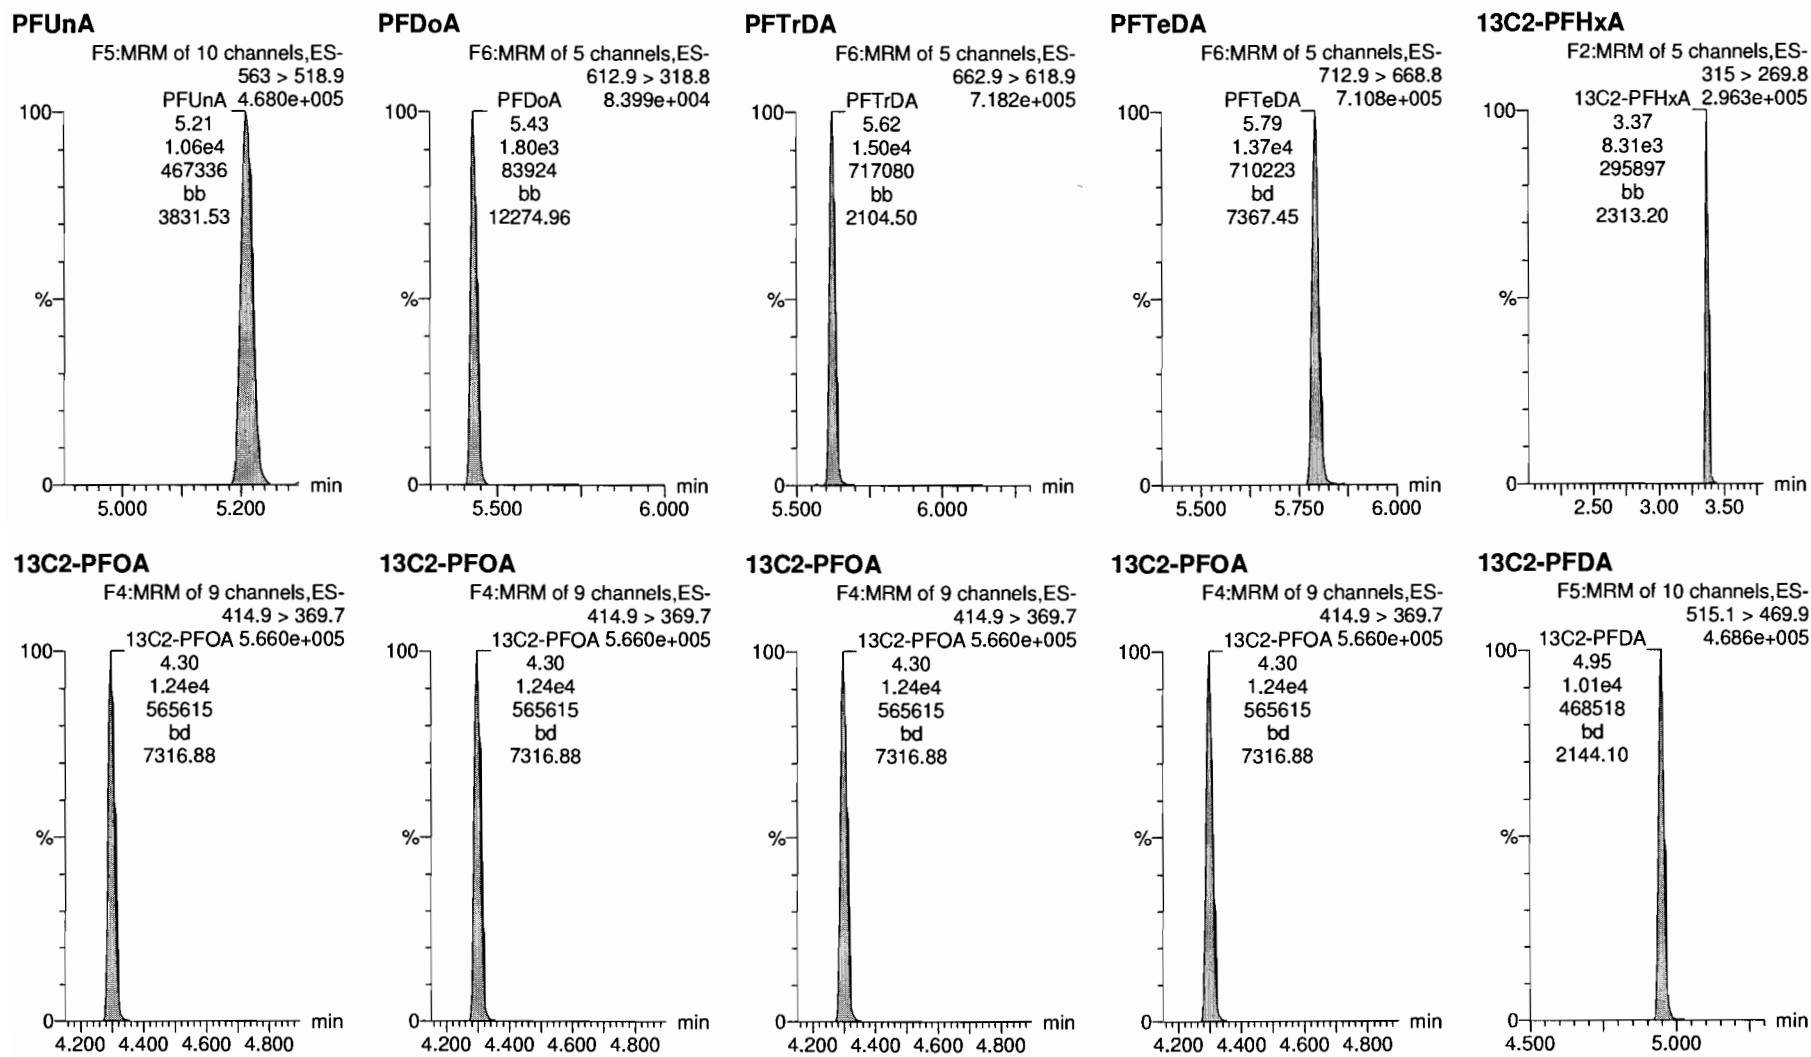 PFUnA
F5:MRM of 10 channels,ES-
563 > 518.9
PFUnA 4.680e+005
100
5.21
1.06e4
467336
bb
3831.53
%
0
min
5.000 5.200
PFDoA
F6:MRM of 5 channels,ES-
612.9 > 318.8
PFDoA 8.399e+004
100
5.43
1.80e3
83924
bb
12274.96
%
0
min
5.500 6.000
PFTrDA
F6:MRM of 5 channels,ES-
662.9 > 618.9
PFTrDA 7.182e+005
100
5.62
1.50e4
717080
bb
2104.50
%
0
min
5.500 6.000
PFTeDA
F6:MRM of 5 channels,ES-
712.9 > 668.8
PFTeDA 7.108e+005
100
5.79
1.37e4
710223
bd
7367.45
%
0
min
5.500 5.750 6.000
13C2-PFHxA
F2:MRM of 5 channels,ES-
315 > 269.8
13C2-PFHxA 2.963e+005
100
3.37
8.31e3
295897
bb
2313.20
%
0
min
2.50 3.00 3.50
13C2-PFOA
F4:MRM of 9 channels,ES-
414.9 > 369.7
13C2-PFOA 5.660e+005
100
4.30
1.24e4
565615
bd
7316.88
%
0
min
4.200 4.400 4.600 4.800
13C2-PFOA
F4:MRM of 9 channels,ES-
414.9 > 369.7
13C2-PFOA 5.660e+005
100
4.30
1.24e4
565615
bd
7316.88
%
0
min
4.200 4.400 4.600 4.800
13C2-PFOA
F4:MRM of 9 channels,ES-
414.9 > 369.7
13C2-PFOA 5.660e+005
100
4.30
1.24e4
565615
bd
7316.88
%
0
min
4.200 4.400 4.600 4.800
13C2-PFOA
F4:MRM of 9 channels,ES-
414.9 > 369.7
13C2-PFOA 5.660e+005
100
4.30
1.24e4
565615
bd
7316.88
%
0
min
4.200 4.400 4.600 4.800
13C2-PFDA
F5:MRM of 10 channels,ES-
515.1 > 469.9
13C2-PFDA 4.686e+005
100
4.95
1.01e4
468518
bd
2144.10
%
0
min
4.500 5.000